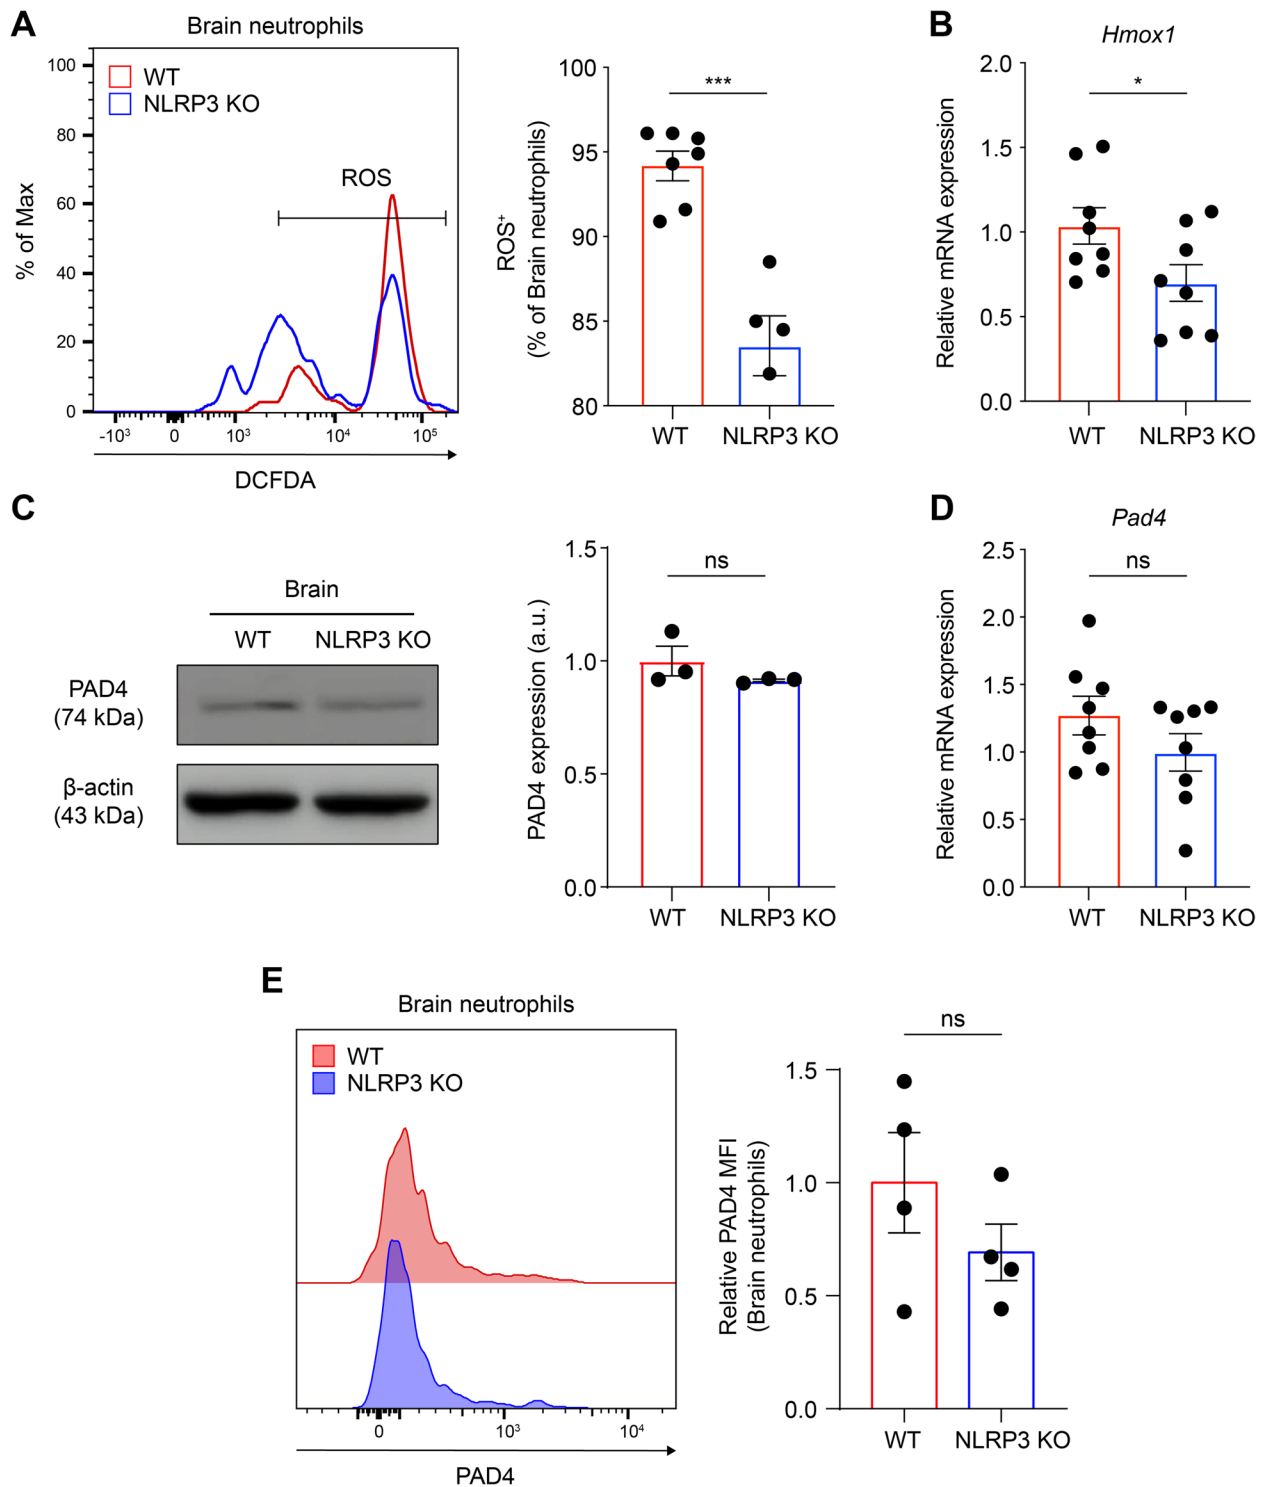 A
Brain neutrophils
WT
NLRP3 KO
ROS
% of Max
100
80
60
40
20
0
-10³
0
10³
10⁴
10⁵
DCFDA
ROS⁺
(% of Brain neutrophils)
100
95
90
85
80
***
WT
NLRP3 KO
B
Hmox1
Relative mRNA expression
2.0
1.5
1.0
0.5
0.0
*
WT
NLRP3 KO
C
Brain
WT
NLRP3 KO
PAD4
(74 kDa)
β-actin
(43 kDa)
PAD4 expression (a.u.)
1.5
1.0
0.5
0.0
ns
WT
NLRP3 KO
D
Pad4
Relative mRNA expression
2.5
2.0
1.5
1.0
0.5
0.0
ns
WT
NLRP3 KO
E
Brain neutrophils
WT
NLRP3 KO
0
10³
10⁴
PAD4
Relative PAD4 MFI
(Brain neutrophils)
1.5
1.0
0.5
0.0
ns
WT
NLRP3 KO